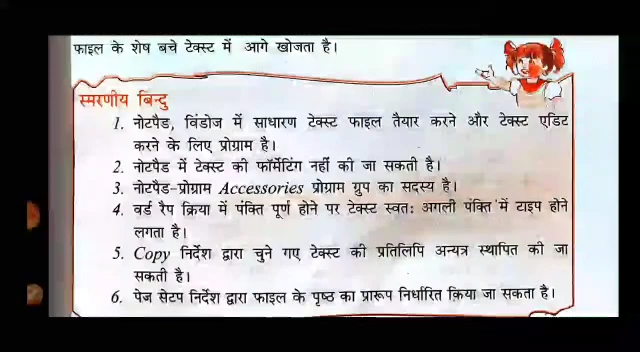 फाइल के शेष बचे टेक्स्ट में आगे खोजता है।
स्मरणीय बिन्दु
1. नोटपैड, विंडोज में साधारण टेक्स्ट फाइल तैयार करने और टेक्स्ट एडिट
करने के लिए प्रोग्राम है।
2. नोटपैड में टेक्स्ट की फॉर्मेटिंग नहीं की जा सकती है।
3. नोटपैड-प्रोग्राम Accessories प्रोग्राम ग्रुप का सदस्य है।
4. वर्ड रैप क्रिया में पंक्ति पूर्ण होने पर टेक्स्ट स्वतः अगली पंक्ति में टाइप होने
लगता है।
5. Copy निर्देश द्वारा चुने गए टेक्स्ट की प्रतिलिपि अन्यत्र स्थापित की जा
सकती है।
6. पेज सेटप निर्देश द्वारा फाइल के पृष्ठ का प्रारूप निर्धारित किया जा सकता है।